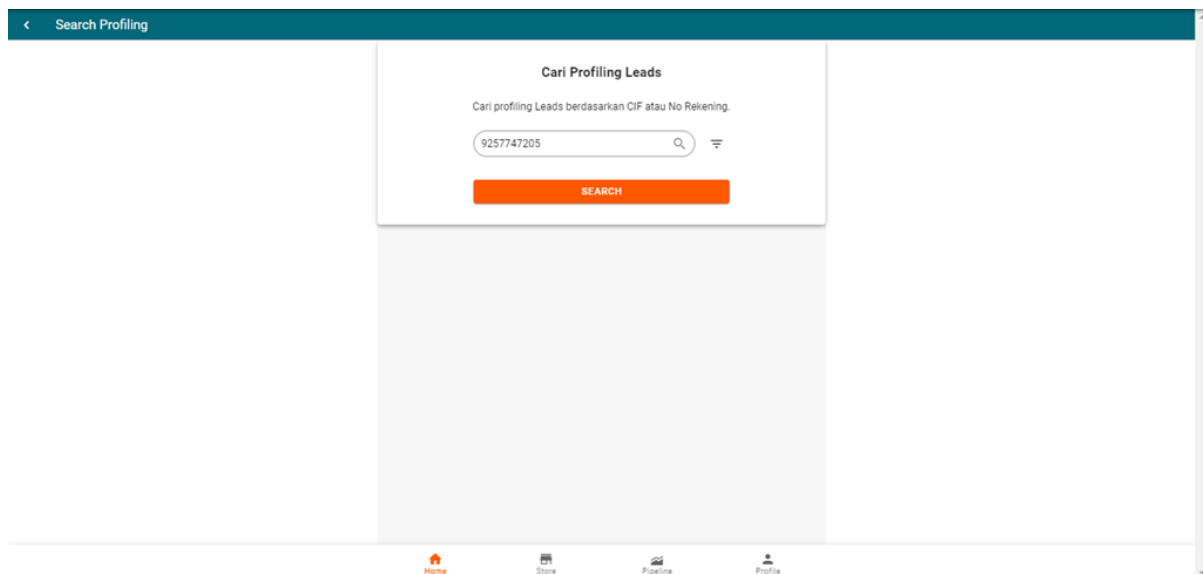 Search Profiling
Cari Profiling Leads
Cari profiling Leads berdasarkan CIF atau No Rekening.
9257747205
SEARCH
Home
Store
Pipeline
Profile